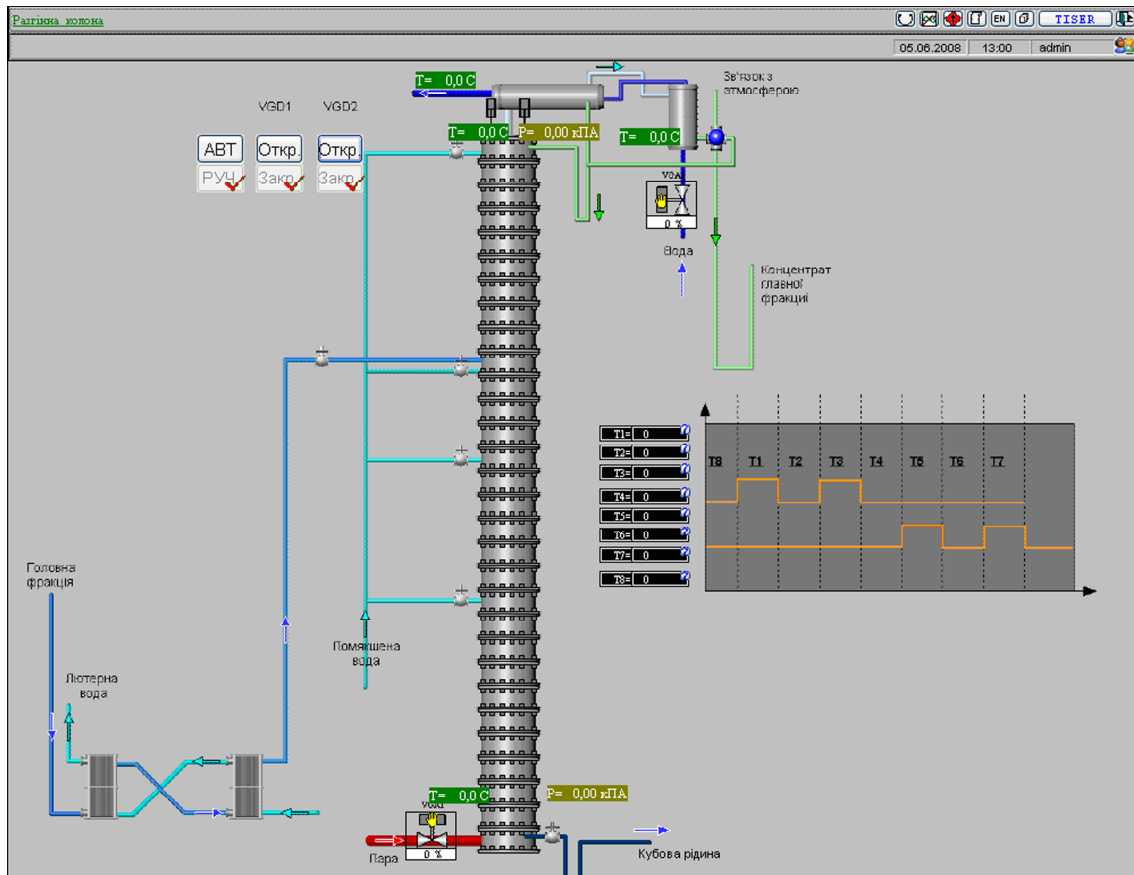 Разгінна колона
EN
TISER
05.06.2008
13:00
admin
T= 0,0 С
Зв'язок з
атмосферою
VGD1
VGD2
T= 0,0 С
P= 0,00 кПА
T= 0,0 С
АВТ
Откр.
Откр.
РУЧ
Закр.
Закр.
0 %
Вода
Концентрат
главної
фракції
T1= 0
T2= 0
T3= 0
T4= 0
T5= 0
T6= 0
T7= 0
T8= 0
T8
T1
T2
T3
T4
T5
T6
T7
Головна
фракція
Помякшена
вода
Лютерна
вода
T= 0,0 С
P= 0,00 кПА
0 %
Пара
Кубова рідина